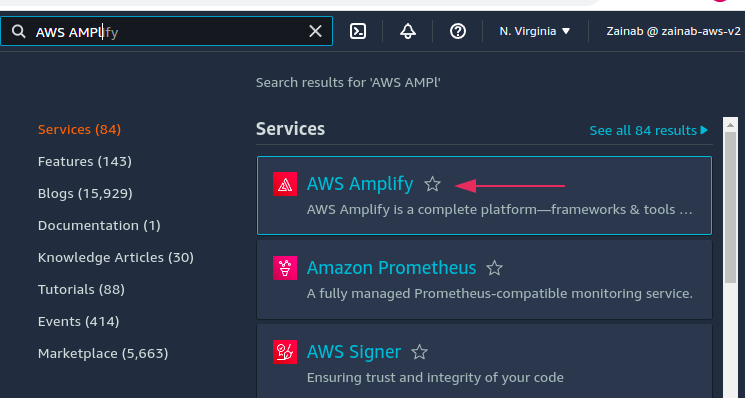 AWS AMPlify
N. Virginia
Zainab @ zainab-aws-v2
Search results for 'AWS AMPl'
Services (84)
Features (143)
Blogs (15,929)
Documentation (1)
Knowledge Articles (30)
Tutorials (88)
Events (414)
Marketplace (5,663)
Services
See all 84 results
AWS Amplify
AWS Amplify is a complete platform—frameworks & tools ...
Amazon Prometheus
A fully managed Prometheus-compatible monitoring service.
AWS Signer
Ensuring trust and integrity of your code